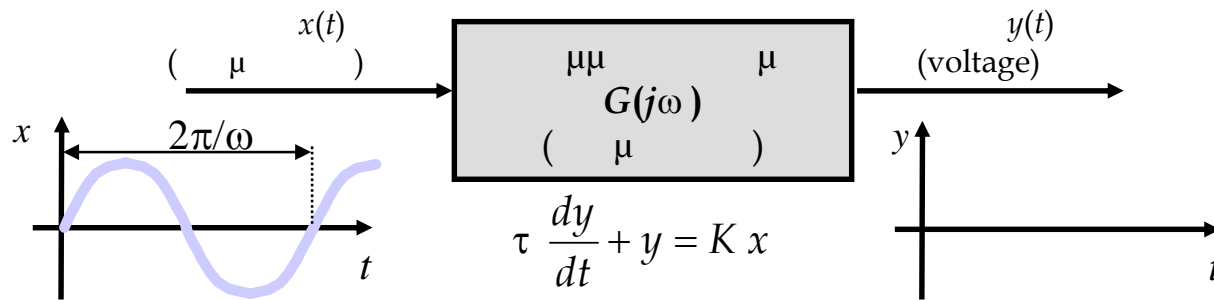 x(t)
( μ )
μμ μ
G(jω)
( μ )
y(t)
(voltage)
x
2π/ω
t
τ dy/dt + y = K x
y
t